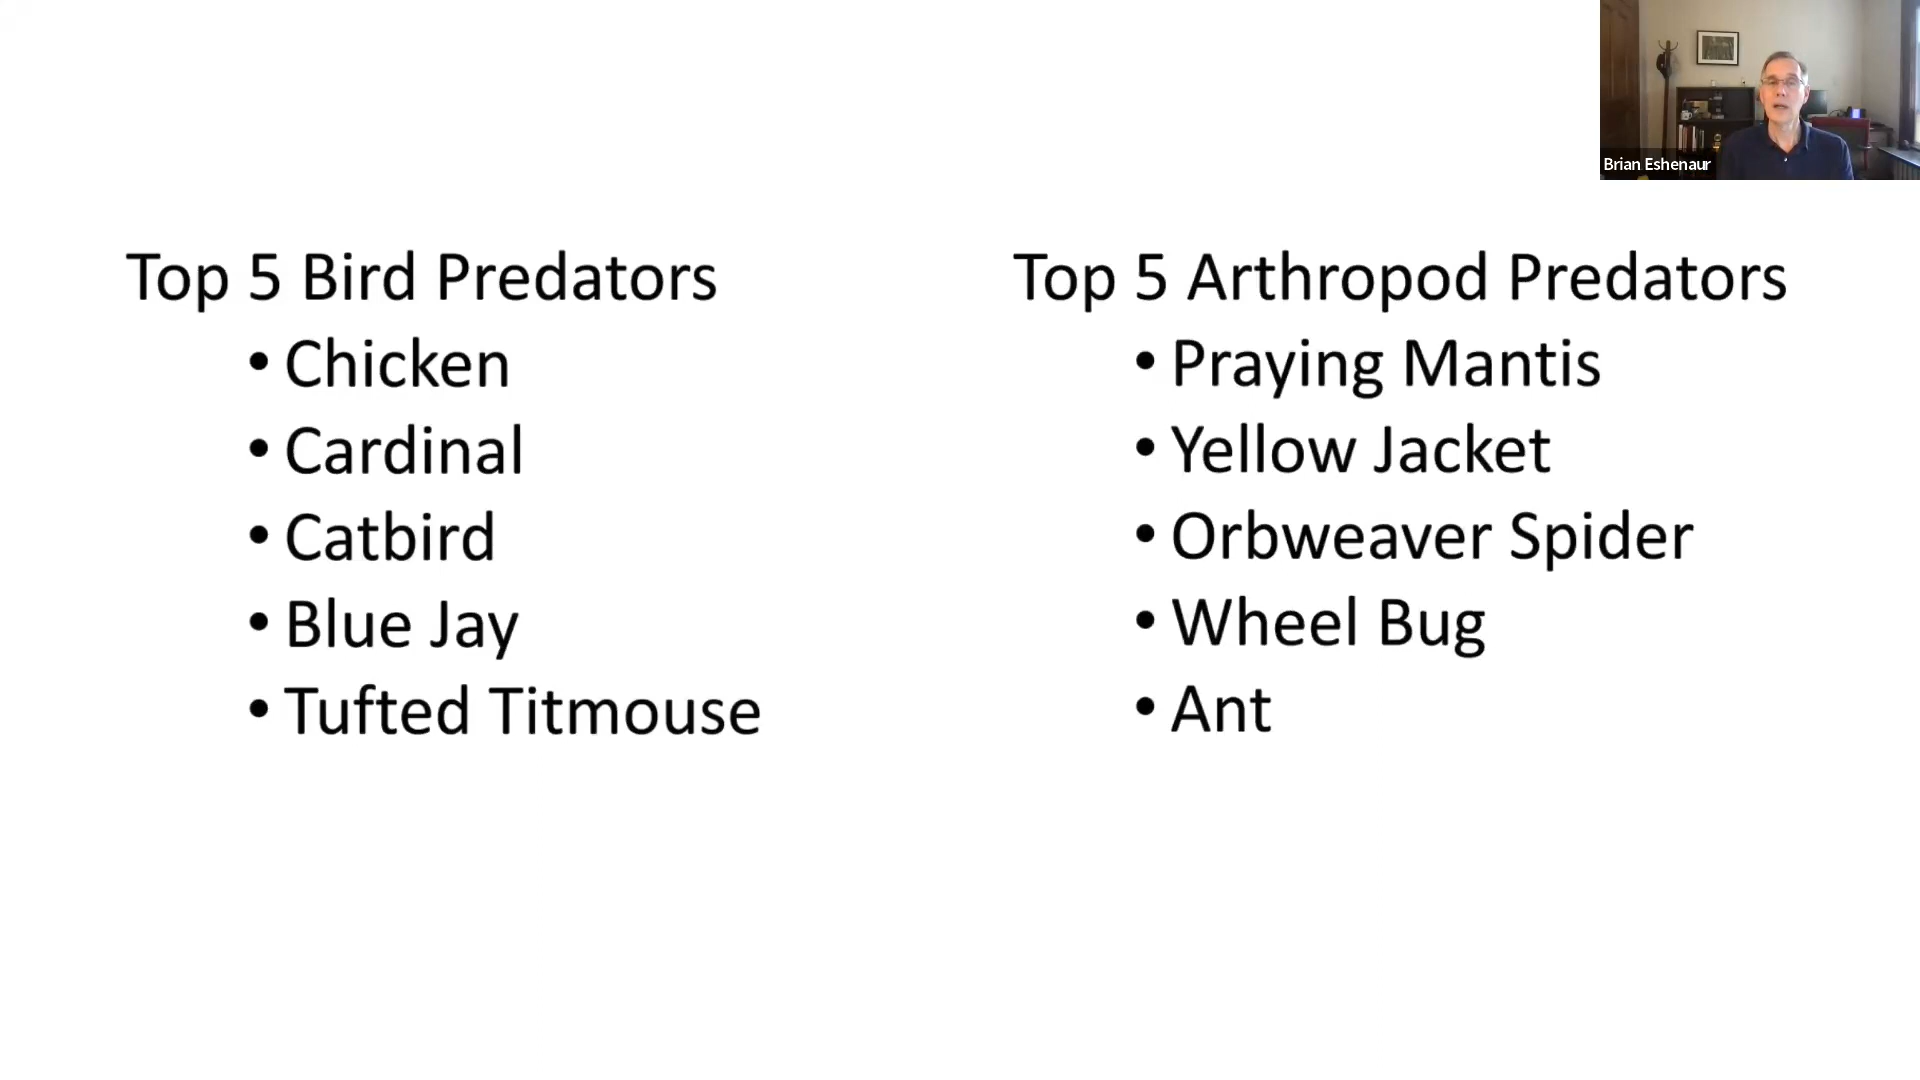 Brian Eshenaur
Top 5 Bird Predators
• Chicken
• Cardinal
• Catbird
• Blue Jay
• Tufted Titmouse
Top 5 Arthropod Predators
• Praying Mantis
• Yellow Jacket
• Orbweaver Spider
• Wheel Bug
• Ant